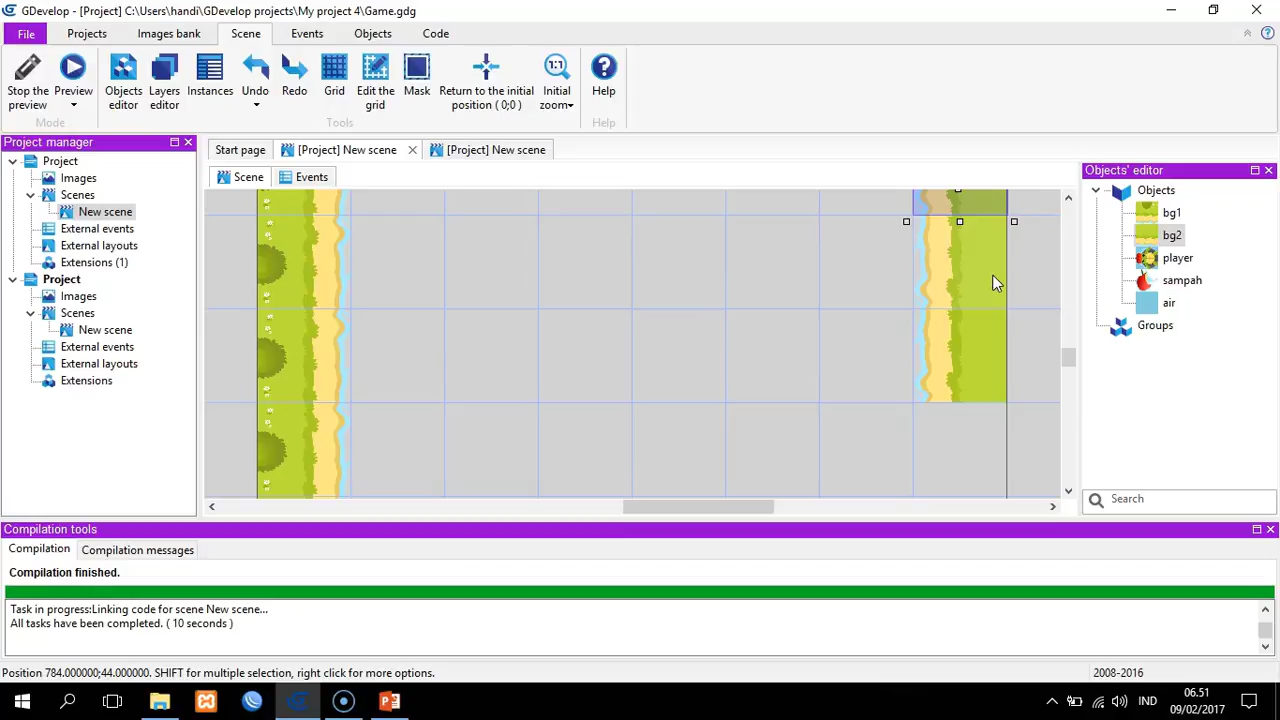 GDevelop - [Project] C:\Users\handi\GDevelop projects\My project 4\Game.gdg
File Projects Images bank Scene Events Objects Code
Stop the preview
Preview
Objects editor
Layers editor
Instances
Undo
Redo
Grid
Edit the grid
Mask
Return to the initial position ( 0;0 )
1:1
Initial zoom
Help
Mode
Tools
Help
Project manager
Project
Images
Scenes
New scene
External events
External layouts
Extensions (1)
Project
Images
Scenes
New scene
External events
External layouts
Extensions
Start page [Project] New scene [Project] New scene
Scene Events
Objects' editor
Objects
bg1
bg2
player
sampah
air
Groups
Search
Compilation tools
Compilation Compilation messages
Compilation finished.
Task in progress:Linking code for scene New scene...
All tasks have been completed. ( 10 seconds )
Position 784.000000;44.000000. SHIFT for multiple selection, right click for more options.
2008-2016
IND
06.51
09/02/2017